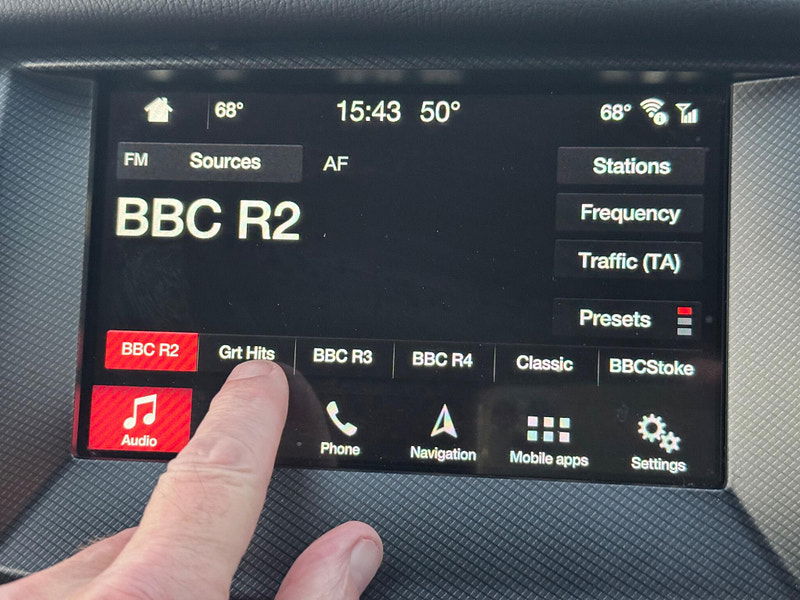 68° 15:43 50° 68°
FM Sources AF
BBC R2
Stations
Frequency
Traffic (TA)
Presets
BBC R2 Grt Hits BBC R3 BBC R4 Classic BBCStoke
Audio Phone Navigation Mobile apps Settings